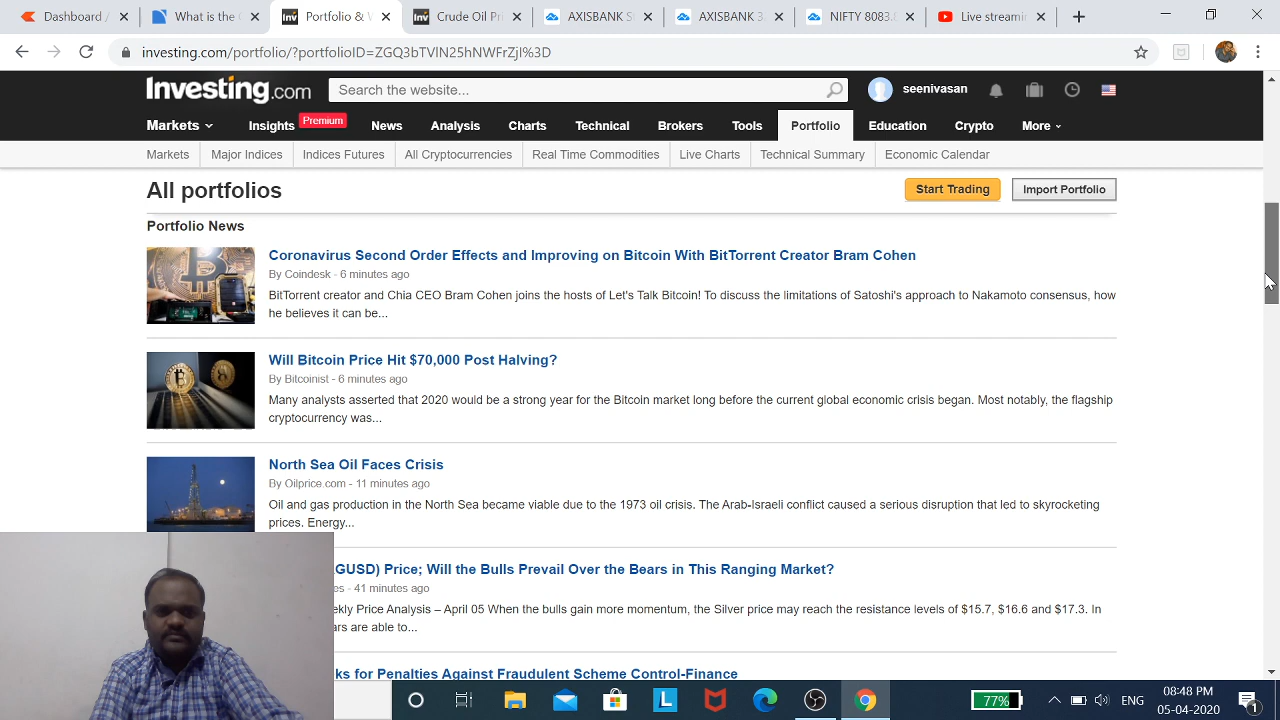 Dashboard /
What is the
Portfolio & W
Crude Oil Pri
AXISBANK S
AXISBANK 3
NIFTY 8083.
Live streami
investing.com/portfolio/?portfolioID=ZGQ3bTVlN25hNWFrZjI%3D
Investing.com
Search the website...
seenivasan
Markets
Insights
Premium
News
Analysis
Charts
Technical
Brokers
Tools
Portfolio
Education
Crypto
More
Markets
Major Indices
Indices Futures
All Cryptocurrencies
Real Time Commodities
Live Charts
Technical Summary
Economic Calendar
All portfolios
Start Trading
Import Portfolio
Portfolio News
Coronavirus Second Order Effects and Improving on Bitcoin With BitTorrent Creator Bram Cohen
By Coindesk - 6 minutes ago
BitTorrent creator and Chia CEO Bram Cohen joins the hosts of Let's Talk Bitcoin! To discuss the limitations of Satoshi's approach to Nakamoto consensus, how
he believes it can be...
Will Bitcoin Price Hit $70,000 Post Halving?
By Bitcoinist - 6 minutes ago
Many analysts asserted that 2020 would be a strong year for the Bitcoin market long before the current global economic crisis began. Most notably, the flagship
cryptocurrency was...
North Sea Oil Faces Crisis
By Oilprice.com - 11 minutes ago
Oil and gas production in the North Sea became viable due to the 1973 oil crisis. The Arab-Israeli conflict caused a serious disruption that led to skyrocketing
prices. Energy...
AGUSD) Price; Will the Bulls Prevail Over the Bears in This Ranging Market?
es - 41 minutes ago
ekly Price Analysis – April 05 When the bulls gain more momentum, the Silver price may reach the resistance levels of $15.7, $16.6 and $17.3. In
ars are able to...
ks for Penalties Against Fraudulent Scheme Control-Finance
77%
ENG
08:48 PM
05-04-2020
1